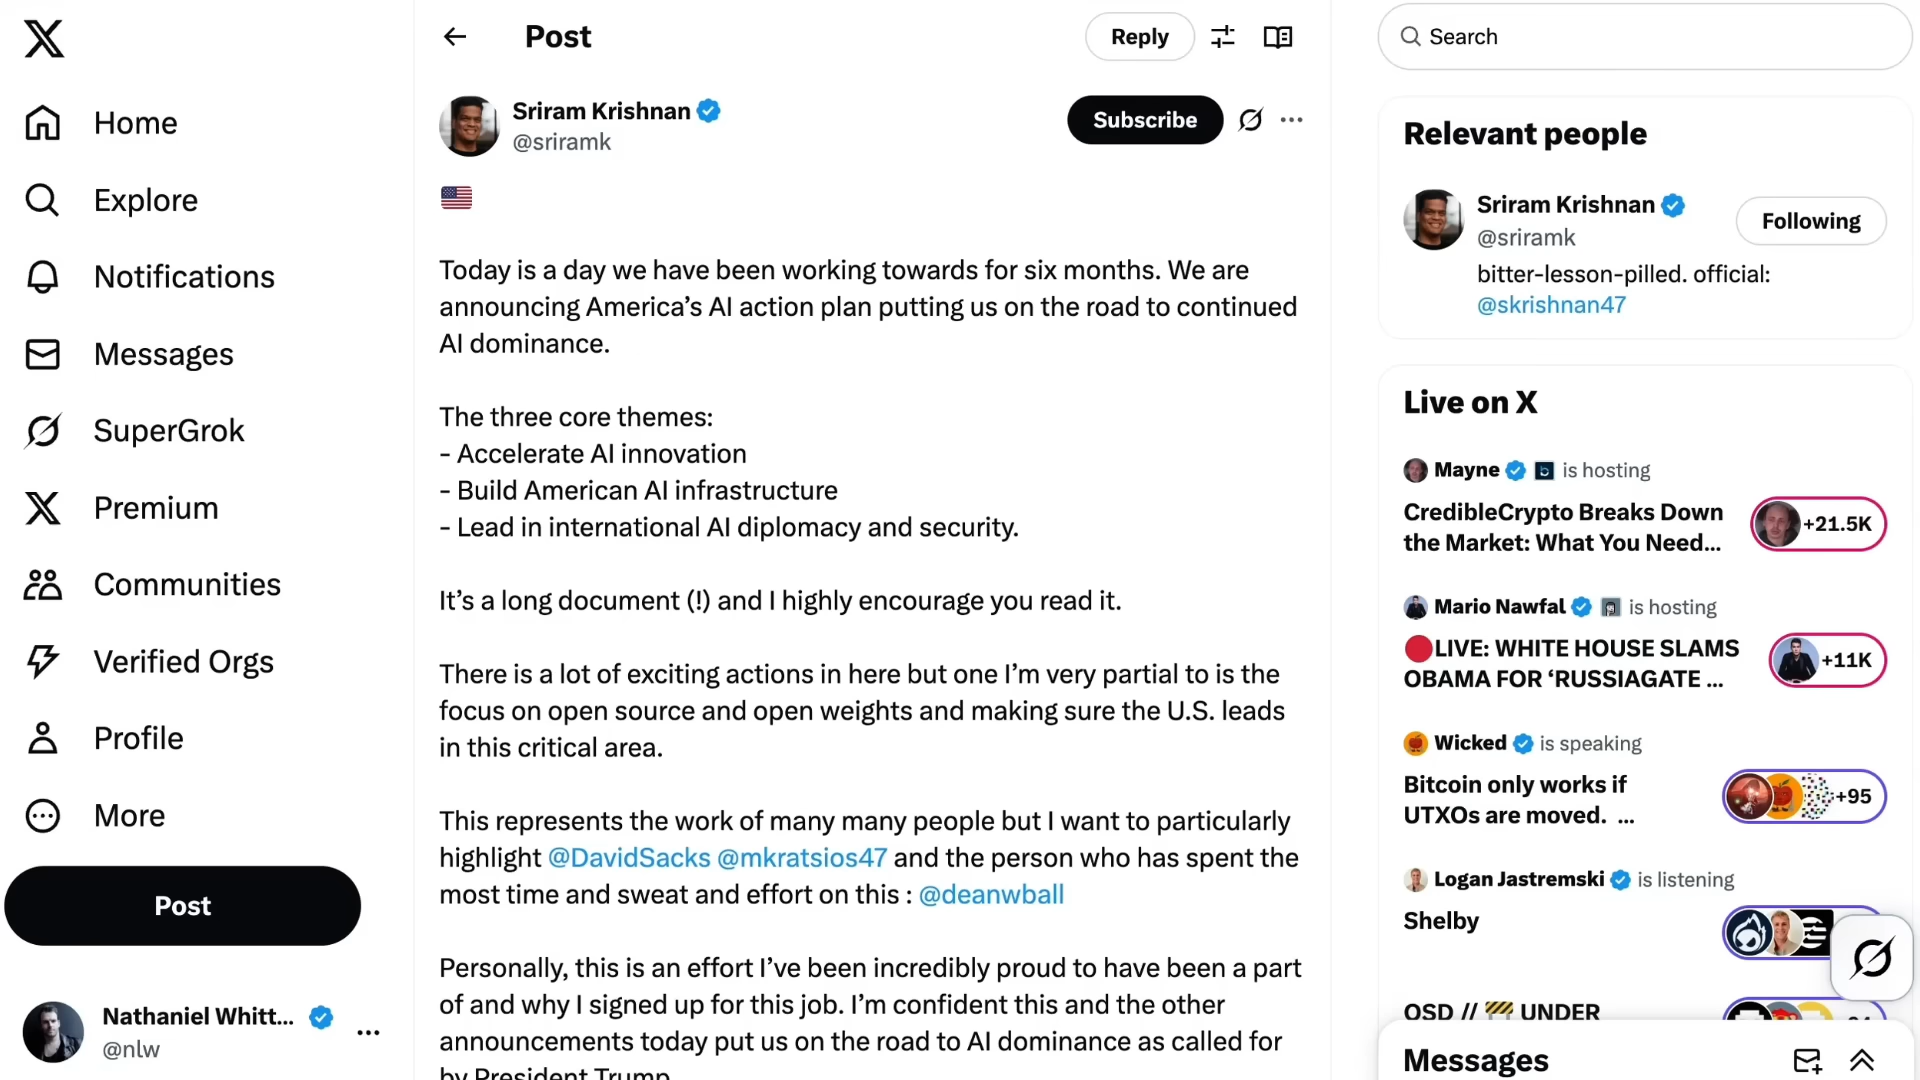 Home
Explore
Notifications
Messages
SuperGrok
Premium
Communities
Verified Orgs
Profile
More
Post
Nathaniel Whitt...
@nlw
Post
Reply
Sriram Krishnan
@sriramk
Subscribe
Today is a day we have been working towards for six months. We are
announcing America's AI action plan putting us on the road to continued
AI dominance.
The three core themes:
- Accelerate AI innovation
- Build American AI infrastructure
- Lead in international AI diplomacy and security.
It's a long document (!) and I highly encourage you read it.
There is a lot of exciting actions in here but one I'm very partial to is the
focus on open source and open weights and making sure the U.S. leads
in this critical area.
This represents the work of many many people but I want to particularly
highlight @DavidSacks @mkratsios47 and the person who has spent the
most time and sweat and effort on this : @deanwball
Personally, this is an effort I've been incredibly proud to have been a part
of and why I signed up for this job. I'm confident this and the other
announcements today put us on the road to AI dominance as called for
by President Trump
Search
Relevant people
Sriram Krishnan
@sriramk
Following
bitter-lesson-pilled. official:
@skrishnan47
Live on X
Mayne is hosting
CredibleCrypto Breaks Down
the Market: What You Need...
+21.5K
Mario Nawfal is hosting
🔴LIVE: WHITE HOUSE SLAMS
OBAMA FOR ‘RUSSIAGATE ...
+11K
Wicked is speaking
Bitcoin only works if
UTXOs are moved. ...
+95
Logan Jastremski is listening
Shelby
OSD // 🚧 UNDER
Messages